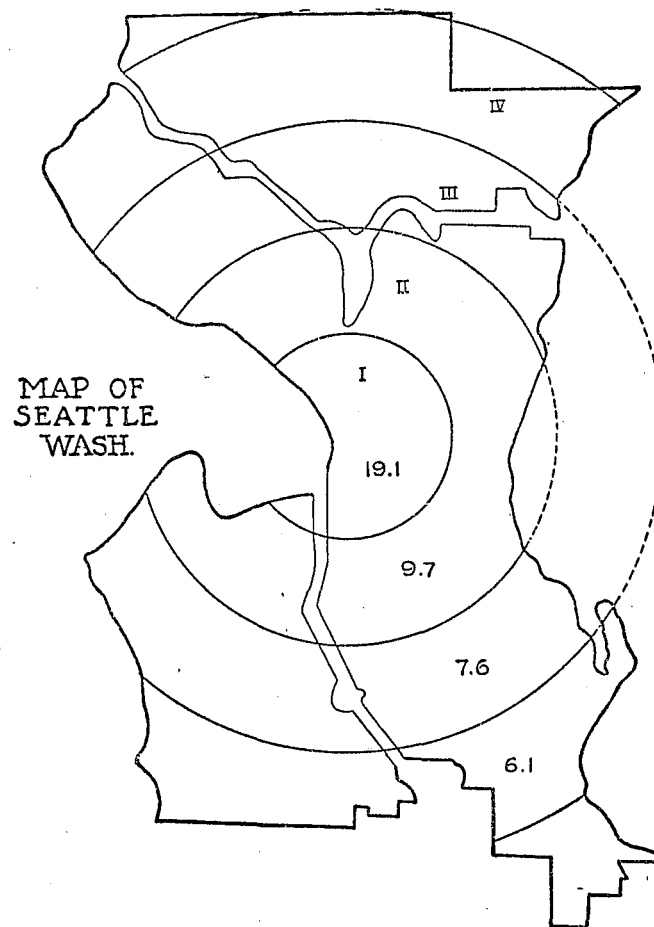 IV
III
II
I
MAP OF
SEATTLE
WASH.
19.1
9.7
7.6
6.1